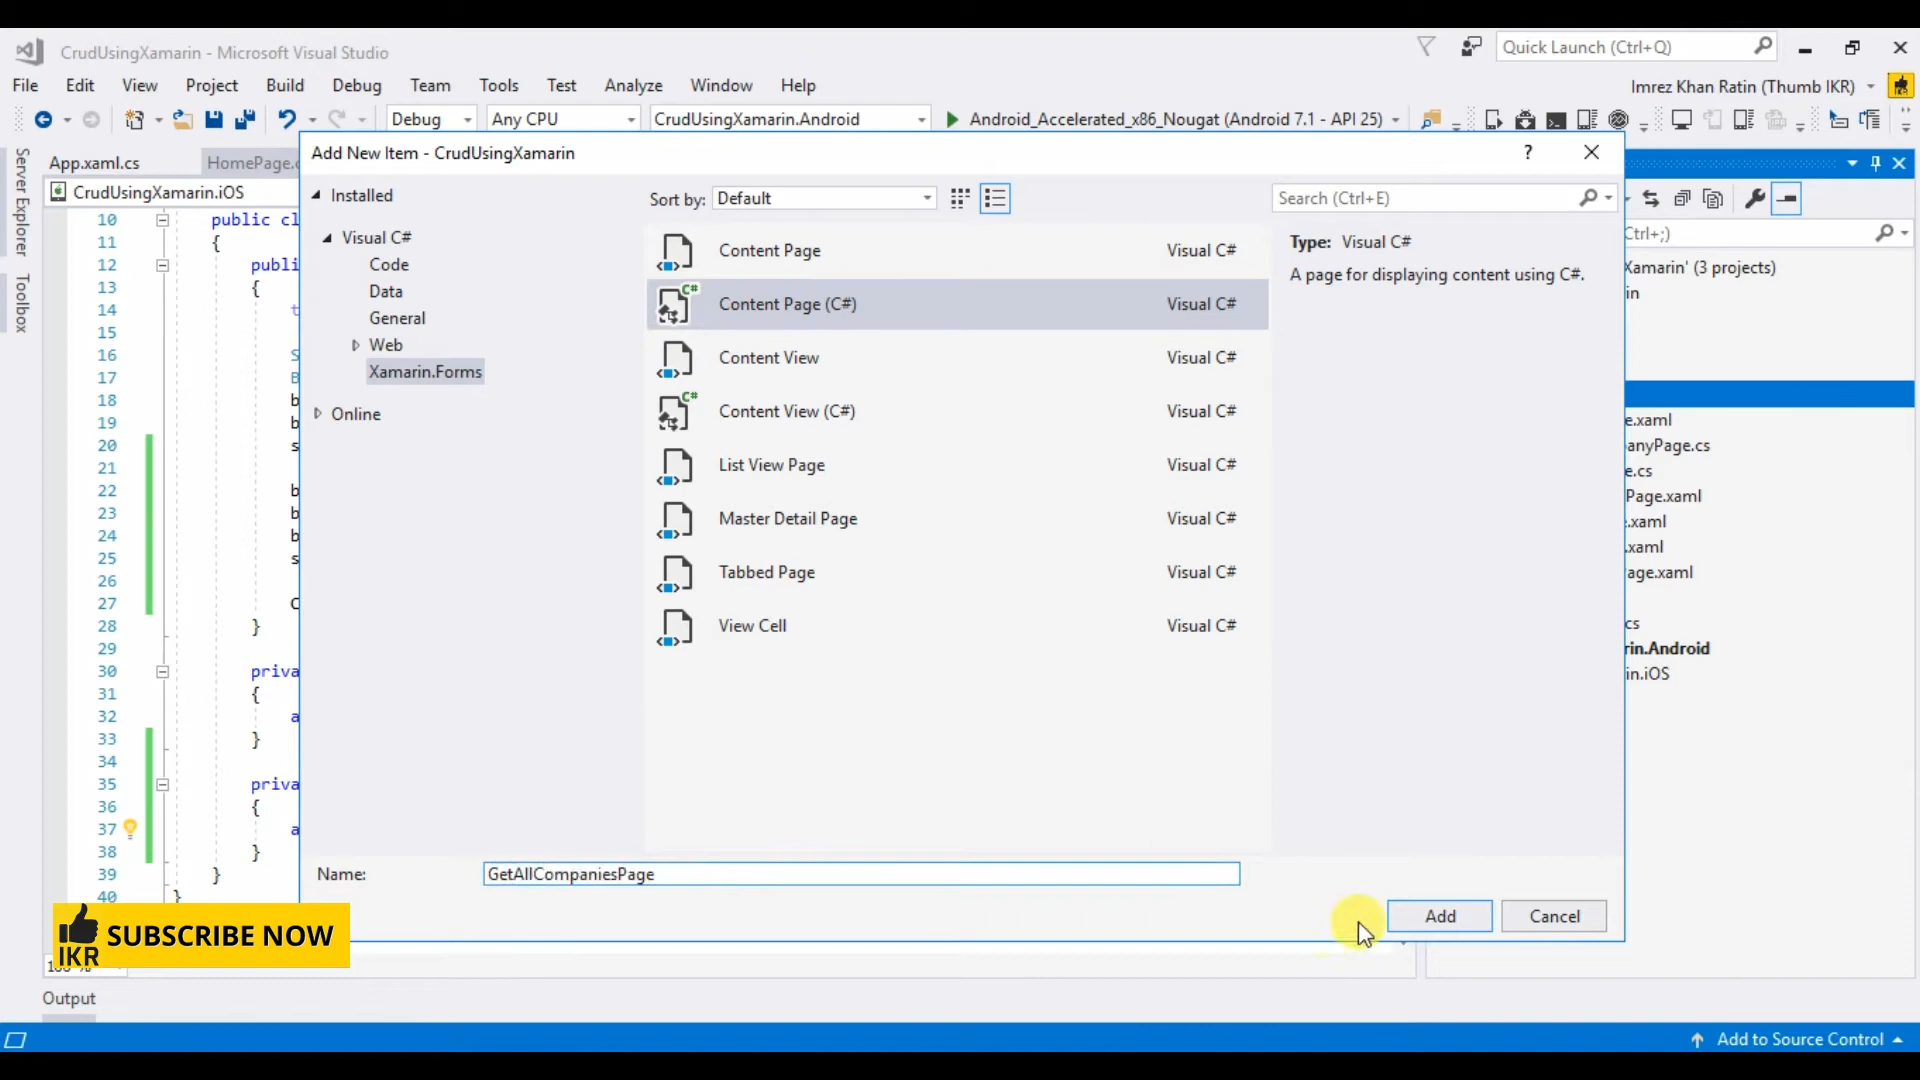 CrudUsingXamarin - Microsoft Visual Studio
Quick Launch (Ctrl+Q)
File Edit View Project Build Debug Team Tools Test Analyze Window Help
Imrez Khan Ratin (Thumb IKR)
Debug Any CPU CrudUsingXamarin.Android Android_Accelerated_x86_Nougat (Android 7.1 - API 25)
Server Explorer
Toolbox
App.xaml.cs HomePage.c
CrudUsingXamarin.iOS
Add New Item - CrudUsingXamarin
?
Installed
Sort by: Default
Search (Ctrl+E)
Visual C#
Code
Data
General
Web
Xamarin.Forms
Online
Content Page Visual C#
C# Content Page (C#) Visual C#
Content View Visual C#
C# Content View (C#) Visual C#
List View Page Visual C#
Master Detail Page Visual C#
Tabbed Page Visual C#
View Cell Visual C#
Type: Visual C#
A page for displaying content using C#.
Name: GetAllCompaniesPage
Add Cancel
10 public cl
11 {
12 publi
13 {
14 t
15
16 S
17 B
18 b
19 b
20 s
21
22 b
23 b
24 b
25 s
26
27 C
28 }
29
30 priva
31 {
32 a
33 }
34
35 priva
36 {
37 a
38 }
39 }
40 }
Ctrl+;)
Xamarin' (3 projects)
in
e.xaml
anyPage.cs
e.cs
Page.xaml
.xaml
.xaml
age.xaml
cs
rin.Android
in.iOS
IKR
SUBSCRIBE NOW
Output
Add to Source Control